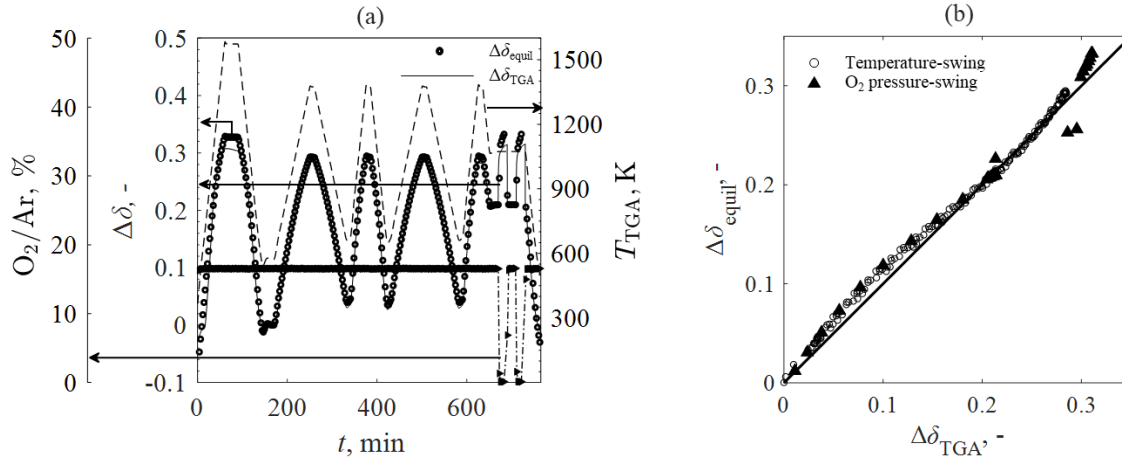 (a)
(b)
50
40
30
20
10
0
O₂/Ar, %
0.5
0.4
0.3
0.2
0.1
0
-0.1
Δδ, -
Δδequil
ΔδTGA
1500
1200
900
600
300
TTGA, K
0
200
400
600
t, min
Temperature-swing
O₂ pressure-swing
0.3
0.2
0.1
0
Δδequil, -
0
0.1
0.2
0.3
ΔδTGA, -